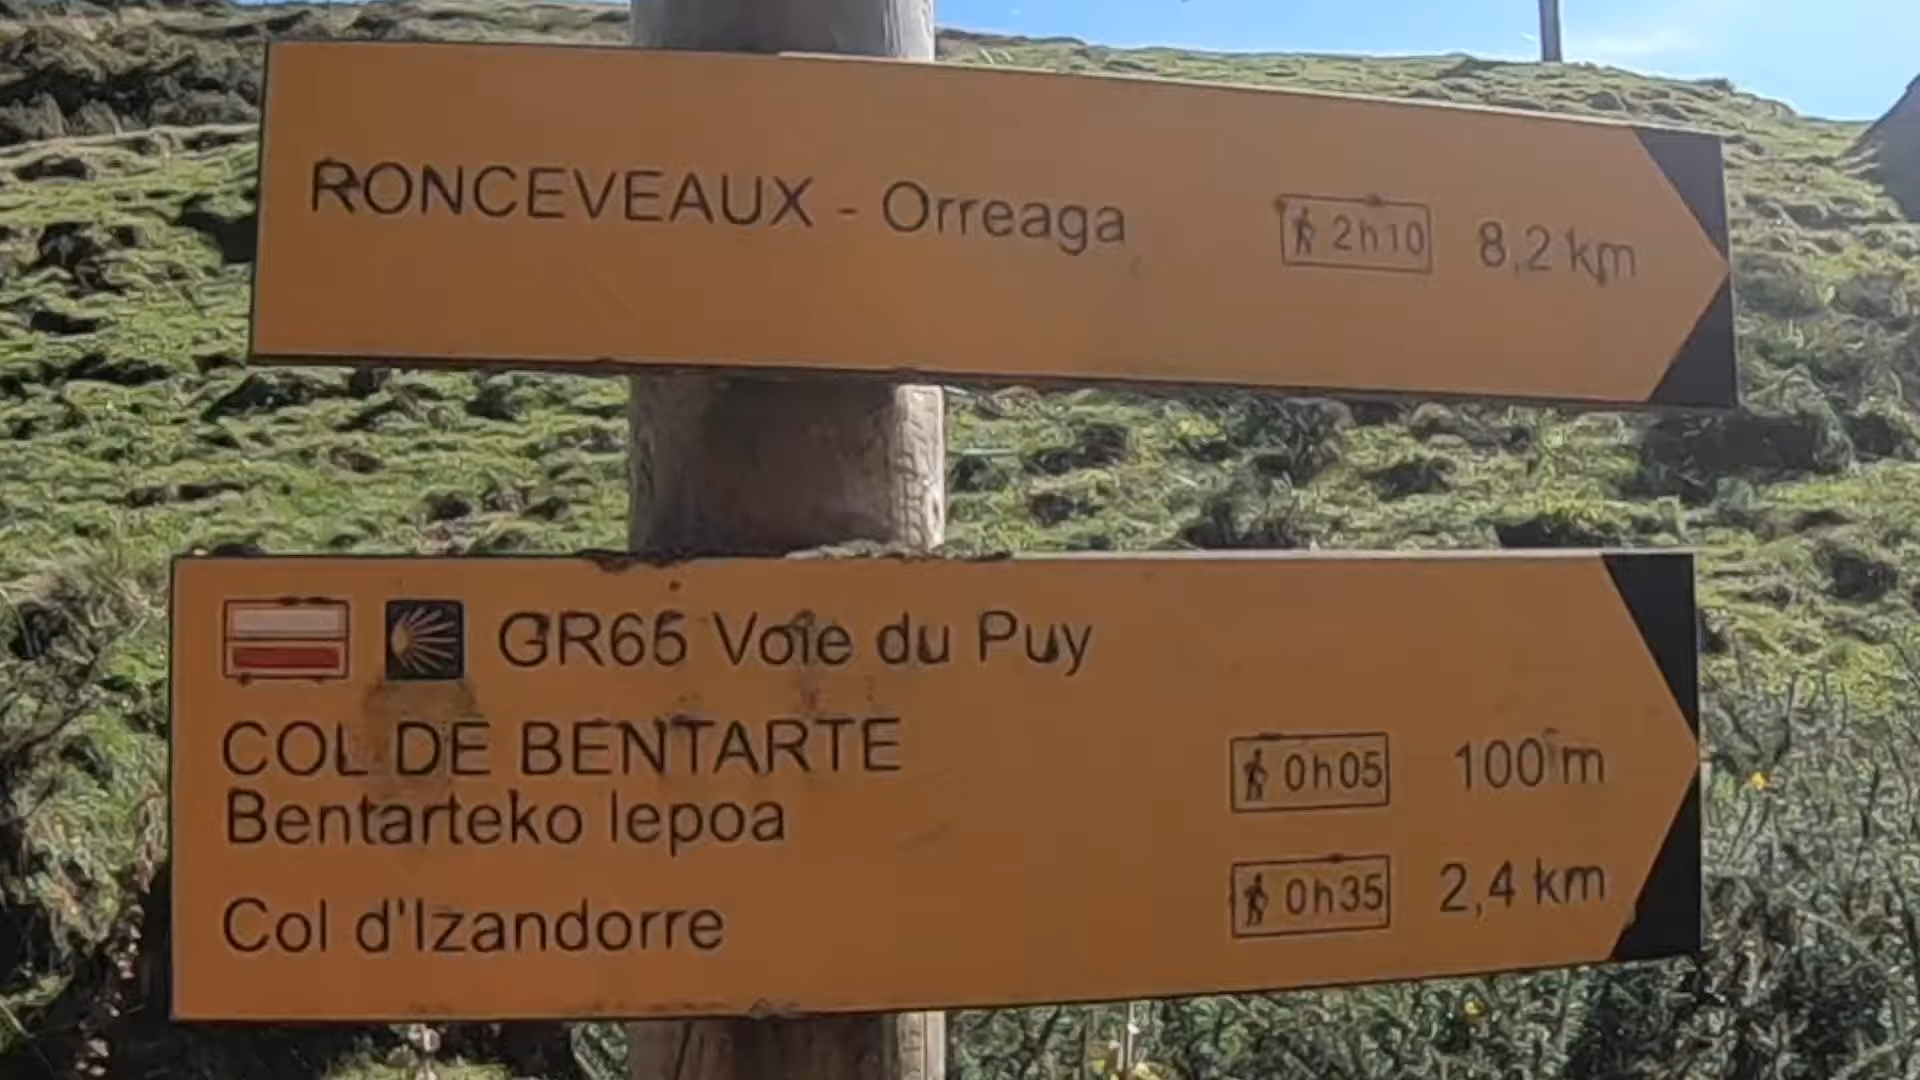 RONCEVEAUX - Orreaga 2h10 8,2 km
GR65 Voie du Puy
COL DE BENTARTE 0h05 100 m
Bentarteko lepoa
Col d'Izandorre 0h35 2,4 km